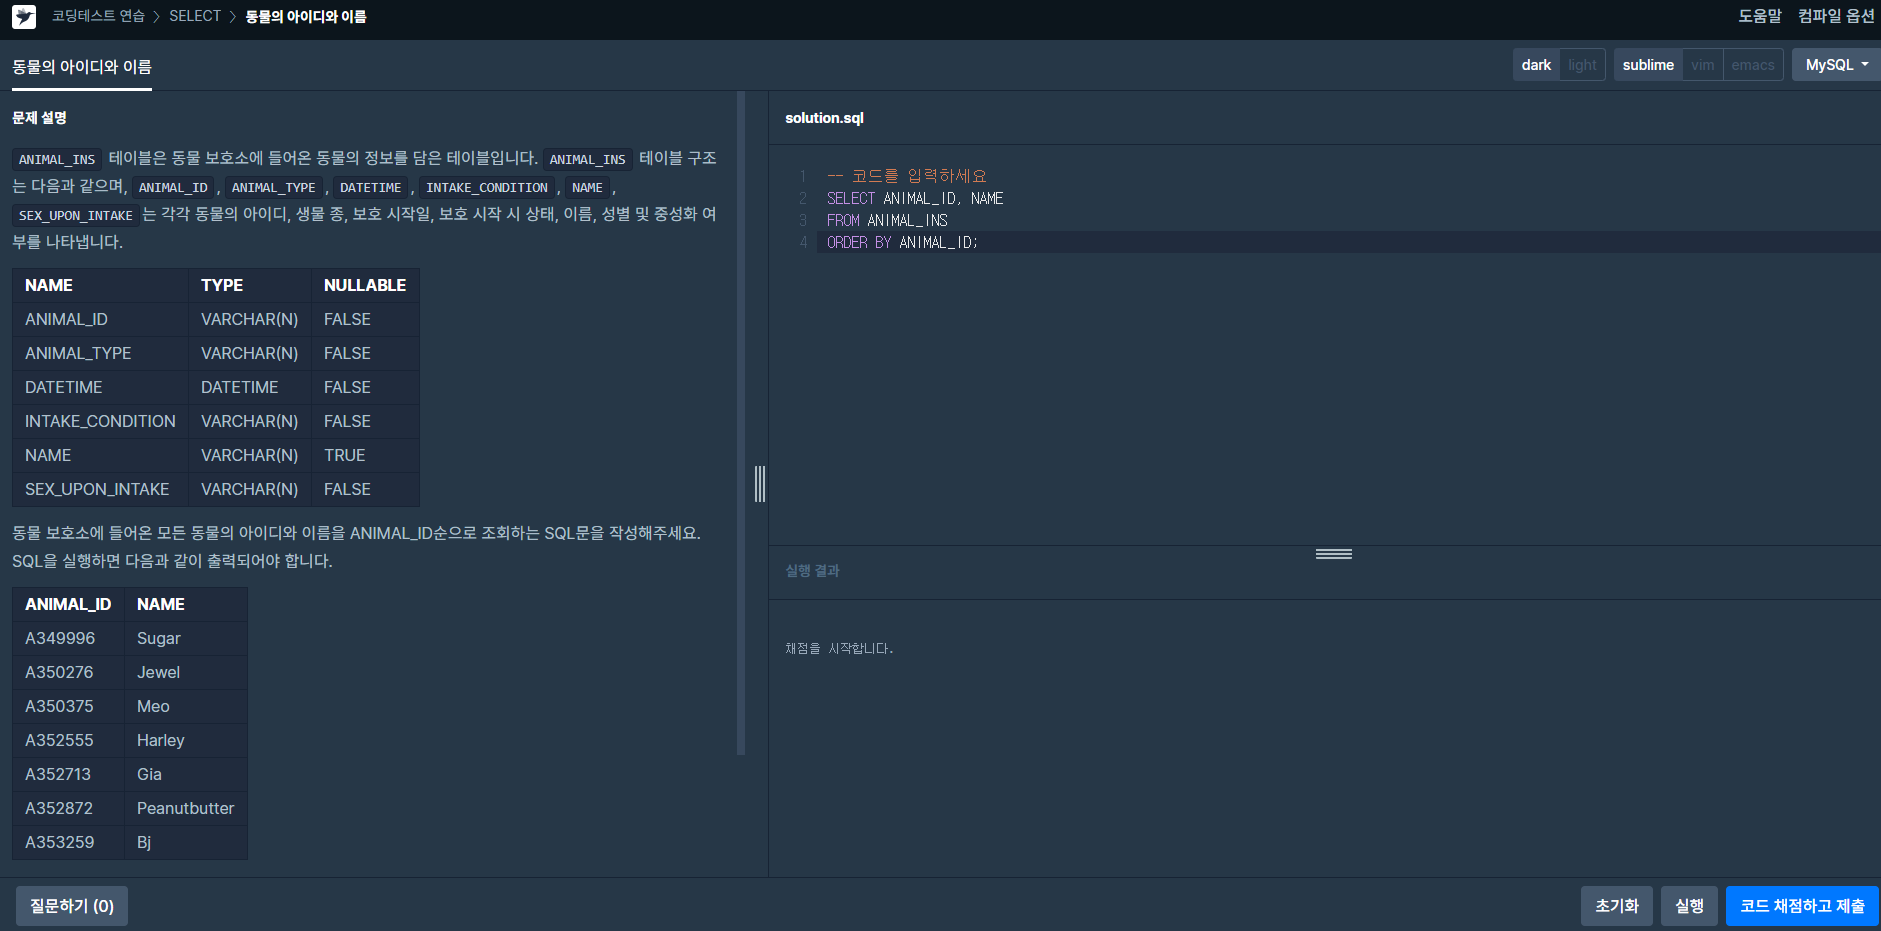 코딩테스트 연습 > SELECT > 동물의 아이디와 이름
도움말 컴파일 옵션
동물의 아이디와 이름
dark light sublime vim emacs MySQL
문제 설명
ANIMAL_INS 테이블은 동물 보호소에 들어온 동물의 정보를 담은 테이블입니다. ANIMAL_INS 테이블 구조
는 다음과 같으며, ANIMAL_ID, ANIMAL_TYPE, DATETIME, INTAKE_CONDITION, NAME,
SEX_UPON_INTAKE는 각각 동물의 아이디, 생물 종, 보호 시작일, 보호 시작 시 상태, 이름, 성별 및 중성화 여
부를 나타냅니다.
NAME TYPE NULLABLE
ANIMAL_ID VARCHAR(N) FALSE
ANIMAL_TYPE VARCHAR(N) FALSE
DATETIME DATETIME FALSE
INTAKE_CONDITION VARCHAR(N) FALSE
NAME VARCHAR(N) TRUE
SEX_UPON_INTAKE VARCHAR(N) FALSE
동물 보호소에 들어온 모든 동물의 아이디와 이름을 ANIMAL_ID순으로 조회하는 SQL문을 작성해주세요.
SQL을 실행하면 다음과 같이 출력되어야 합니다.
ANIMAL_ID NAME
A349996 Sugar
A350276 Jewel
A350375 Meo
A352555 Harley
A352713 Gia
A352872 Peanutbutter
A353259 Bj
solution.sql
1 -- 코드를 입력하세요
2 SELECT ANIMAL_ID, NAME
3 FROM ANIMAL_INS
4 ORDER BY ANIMAL_ID;
실행 결과
채점을 시작합니다.
질문하기 (0)
초기화 실행 코드 채점하고 제출